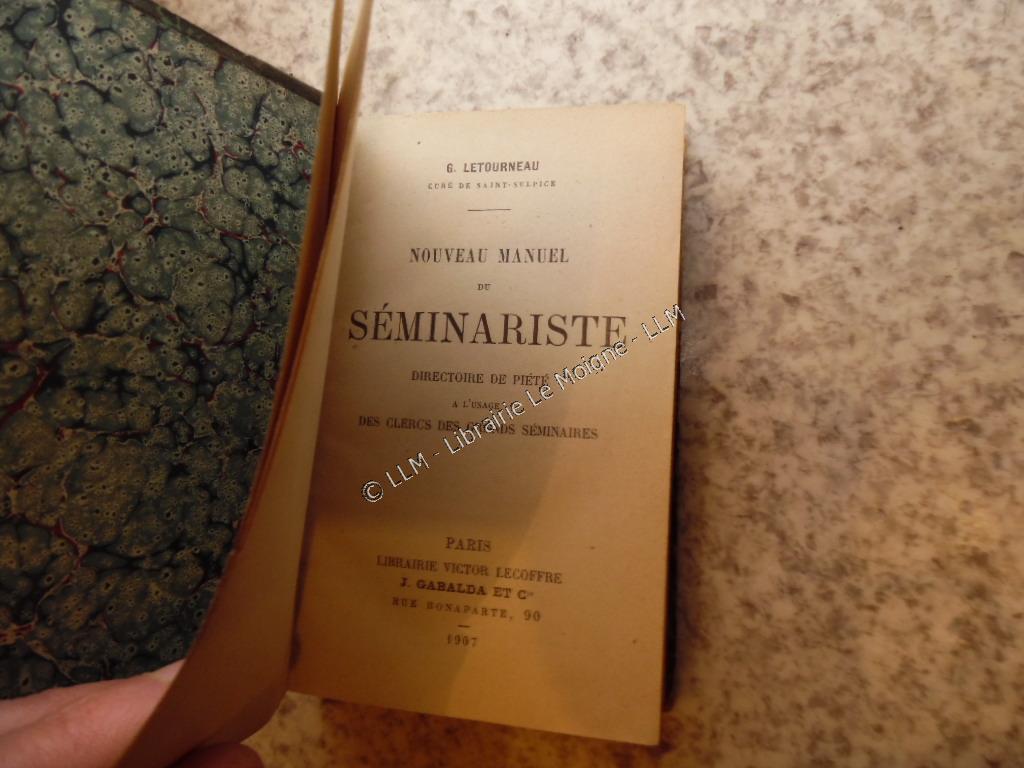 G. LETOURNEAU
CURÉ DE SAINT-SULPICE
NOUVEAU MANUEL
DU
SÉMINARISTE
DIRECTOIRE DE PIÉTÉ
A L'USAGE
DES CLERCS DES GRANDS SÉMINAIRES
© LLM - Librairie Le Moigne - LLM
PARIS
LIBRAIRIE VICTOR LECOFFRE
J. GABALDA ET Cie
RUE BONAPARTE, 90
1907